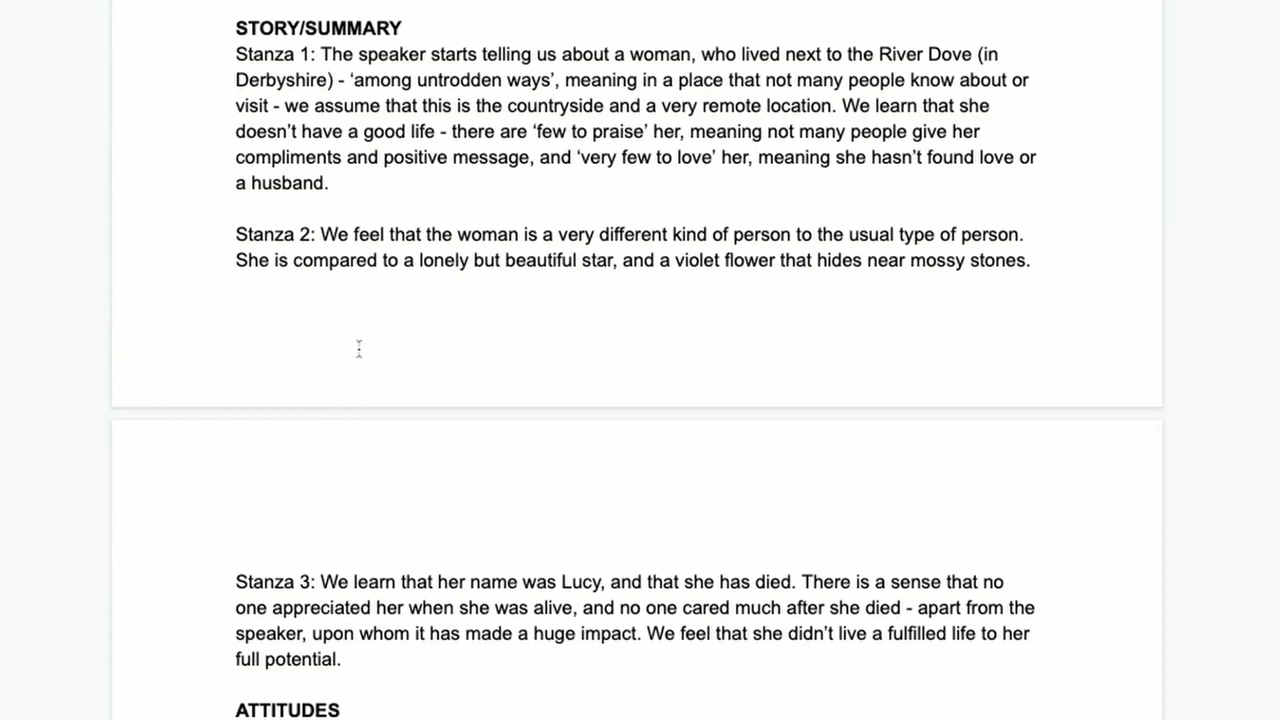 STORY/SUMMARY
Stanza 1: The speaker starts telling us about a woman, who lived next to the River Dove (in
Derbyshire) - ‘among untrodden ways’, meaning in a place that not many people know about or
visit - we assume that this is the countryside and a very remote location. We learn that she
doesn’t have a good life - there are ‘few to praise’ her, meaning not many people give her
compliments and positive message, and ‘very few to love’ her, meaning she hasn’t found love or
a husband.
Stanza 2: We feel that the woman is a very different kind of person to the usual type of person.
She is compared to a lonely but beautiful star, and a violet flower that hides near mossy stones.
Stanza 3: We learn that her name was Lucy, and that she has died. There is a sense that no
one appreciated her when she was alive, and no one cared much after she died - apart from the
speaker, upon whom it has made a huge impact. We feel that she didn’t live a fulfilled life to her
full potential.
ATTITUDES